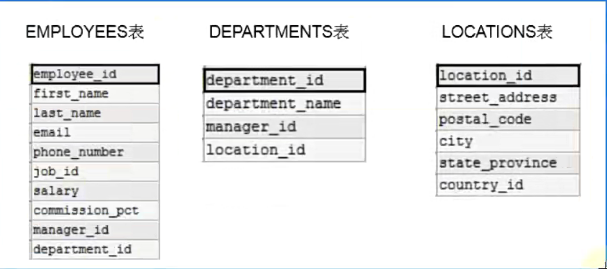 EMPLOYEES表
employee_id
first_name
last_name
email
phone_number
job_id
salary
commission_pct
manager_id
department_id
DEPARTMENTS表
department_id
department_name
manager_id
location_id
LOCATIONS表
location_id
street_address
postal_code
city
state_province
country_id